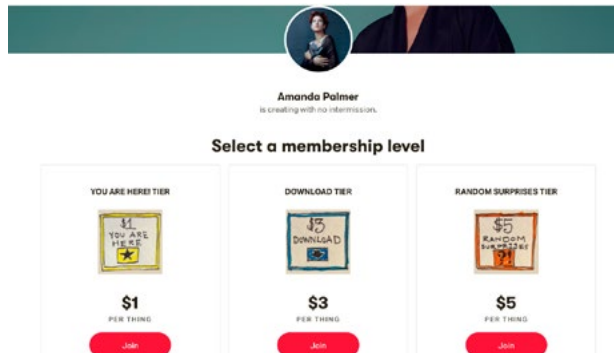 Amanda Palmer
is creating with no intermission.
Select a membership level
YOU ARE HERE! TIER
DOWNLOAD TIER
RANDOM SURPRISES TIER
$1
YOU ARE
HERE
$3
DOWNLOAD
$5
RANDOM
SURPRISES
$1
$3
$5
PER THING
PER THING
PER THING
Join
Join
Join